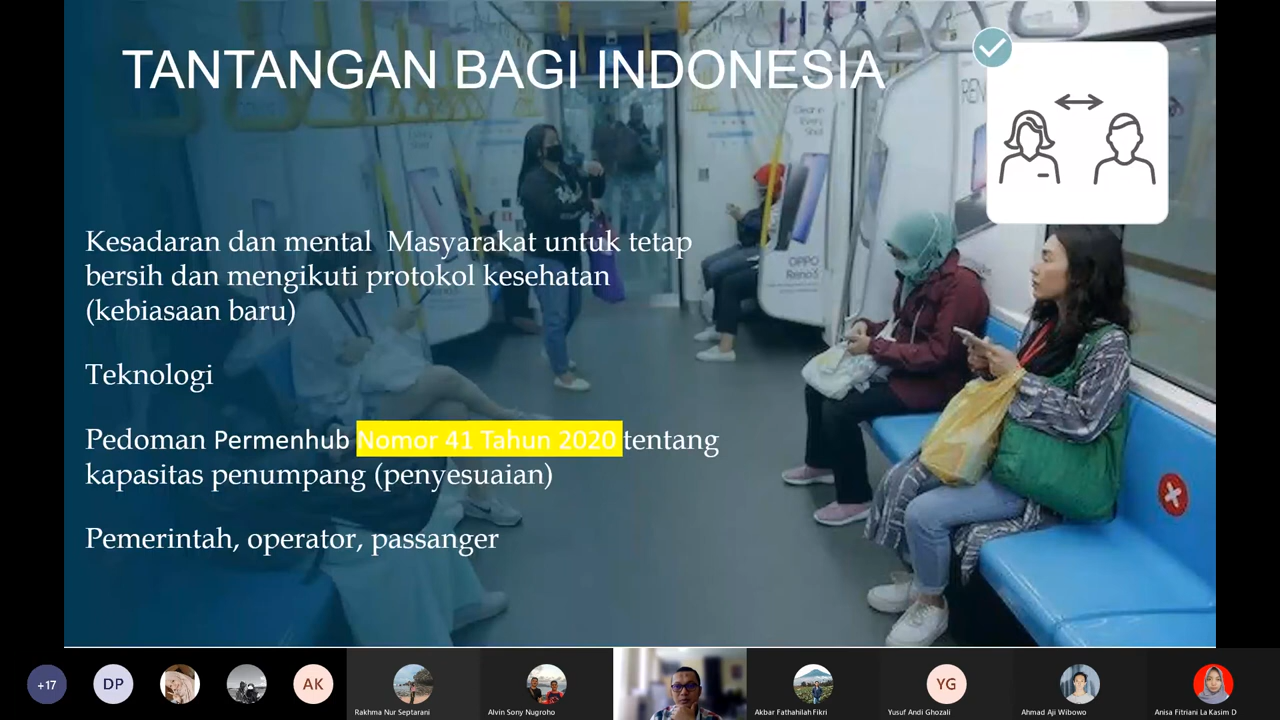 TANTANGAN BAGI INDONESIA
Kesadaran dan mental Masyarakat untuk tetap
bersih dan mengikuti protokol kesehatan
(kebiasaan baru)
Teknologi
Pedoman Permenhub Nomor 41 Tahun 2020 tentang
kapasitas penumpang (penyesuaian)
Pemerintah, operator, passanger
OPPO
+17
DP
AK
YG
Rakhma Nur Septarani
Alvin Sony Nugroho
Akbar Fathahilah Fikri
Yusuf Andi Ghozali
Ahmad Aji Wibowo
Anisa Fitriani La Kasim D